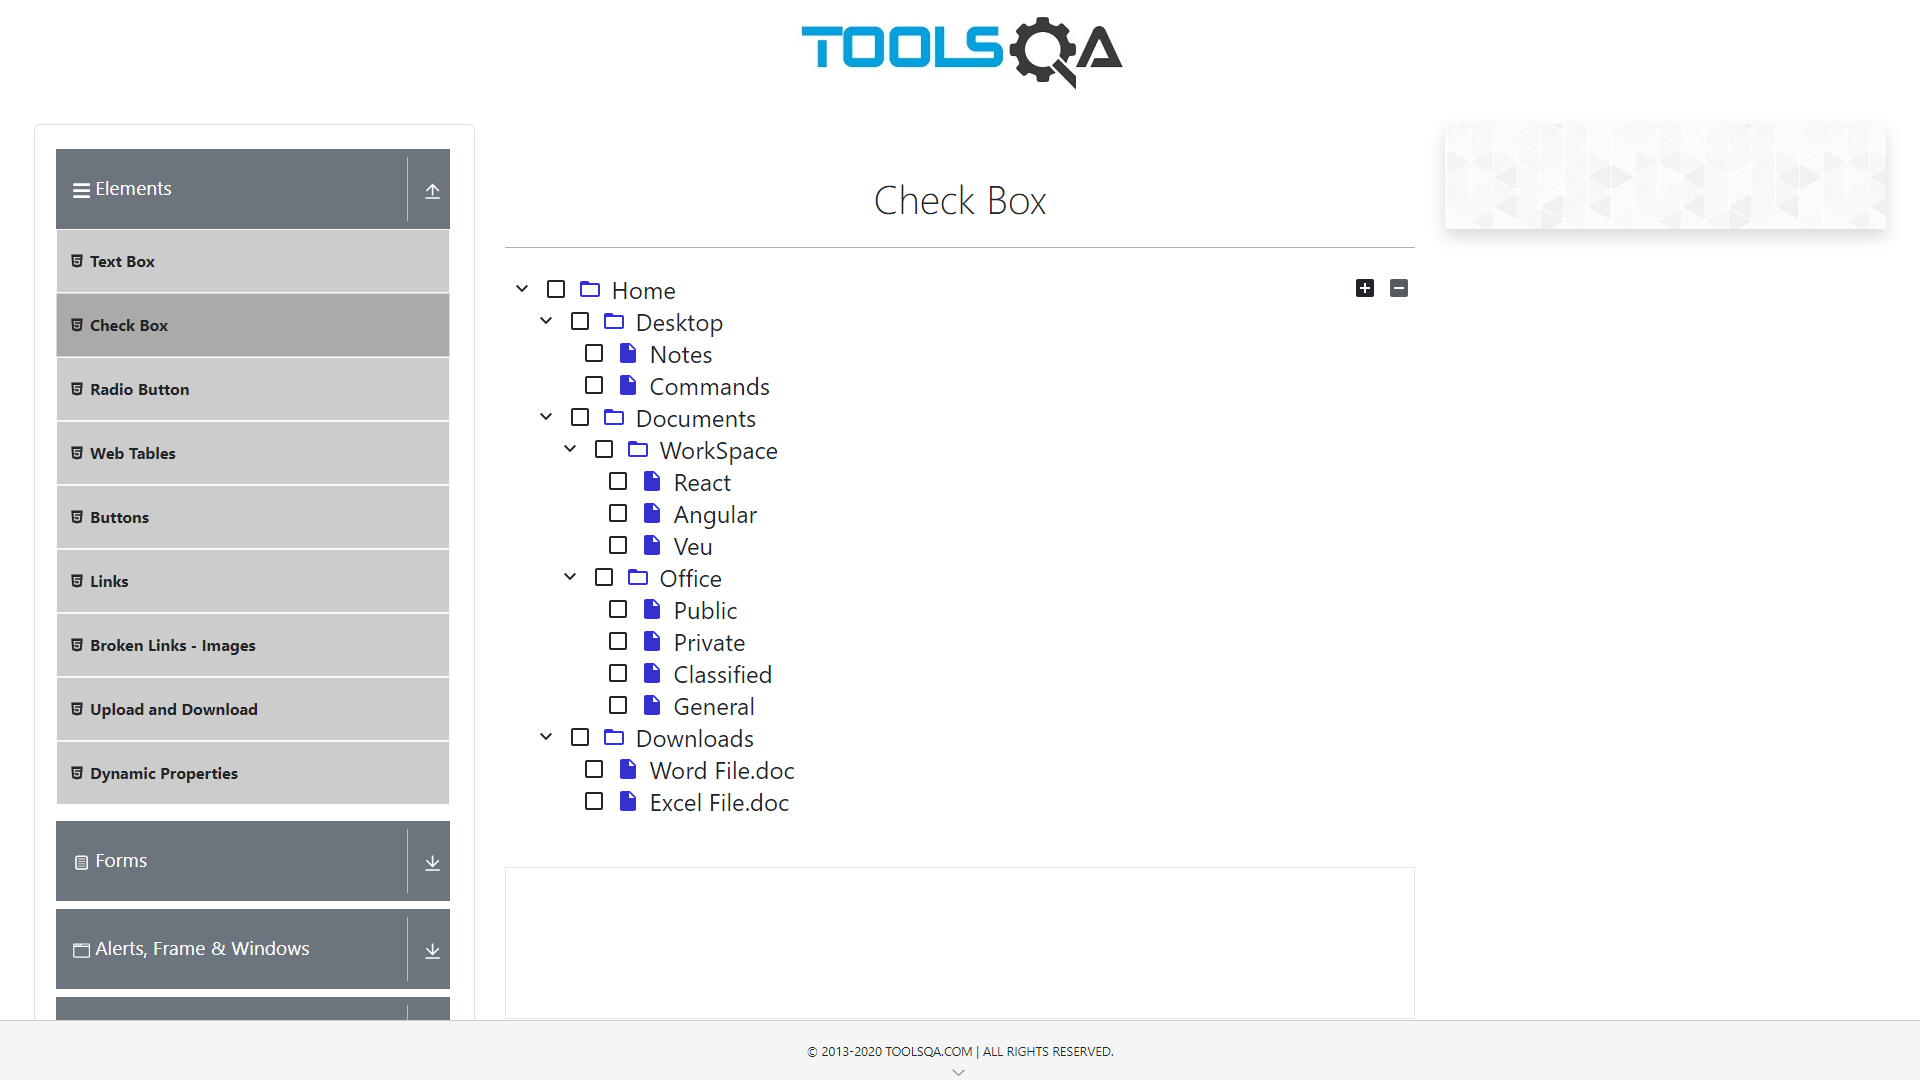 TOOLSQA
Elements
Text Box
Check Box
Radio Button
Web Tables
Buttons
Links
Broken Links - Images
Upload and Download
Dynamic Properties
Forms
Alerts, Frame & Windows
Check Box
Home
Desktop
Notes
Commands
Documents
WorkSpace
React
Angular
Veu
Office
Public
Private
Classified
General
Downloads
Word File.doc
Excel File.doc
© 2013-2020 TOOLSQA.COM | ALL RIGHTS RESERVED.